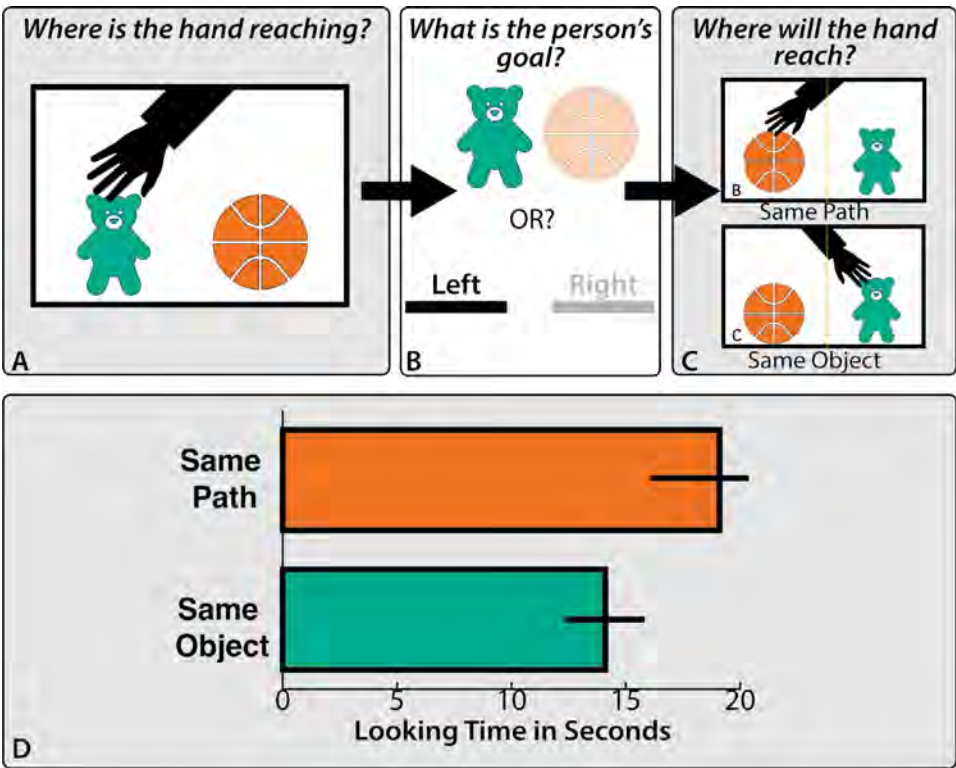 Where is the hand reaching?
A
What is the person's
goal?
OR?
Left Right
B
Where will the hand
reach?
B
Same Path
C
Same Object
C
Same
Path
Same
Object
0 5 10 15 20
Looking Time in Seconds
D